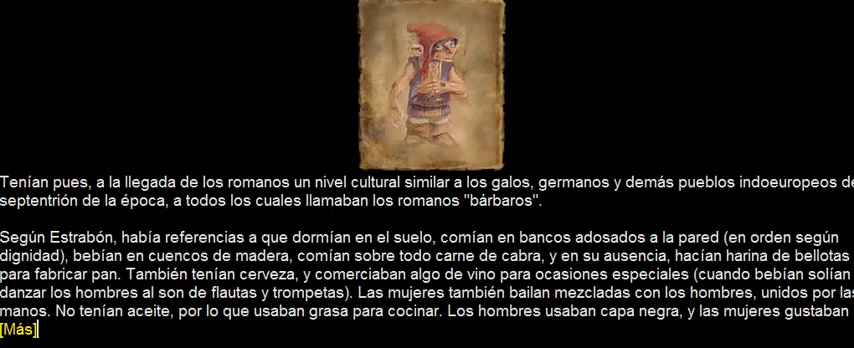 Tenían pues, a la llegada de los romanos un nivel cultural similar a los galos, germanos y demás pueblos indoeuropeos de
septentrión de la época, a todos los cuales llamaban los romanos "bárbaros".
Según Estrabón, había referencias a que dormían en el suelo, comían en bancos adosados a la pared (en orden según
dignidad), bebían en cuencos de madera, comían sobre todo carne de cabra, y en su ausencia, hacían harina de bellotas
para fabricar pan. También tenían cerveza, y comerciaban algo de vino para ocasiones especiales (cuando bebían solían
danzar los hombres al son de flautas y trompetas). Las mujeres también bailan mezcladas con los hombres, unidos por las
manos. No tenían aceite, por lo que usaban grasa para cocinar. Los hombres usaban capa negra, y las mujeres gustaban
[Más]